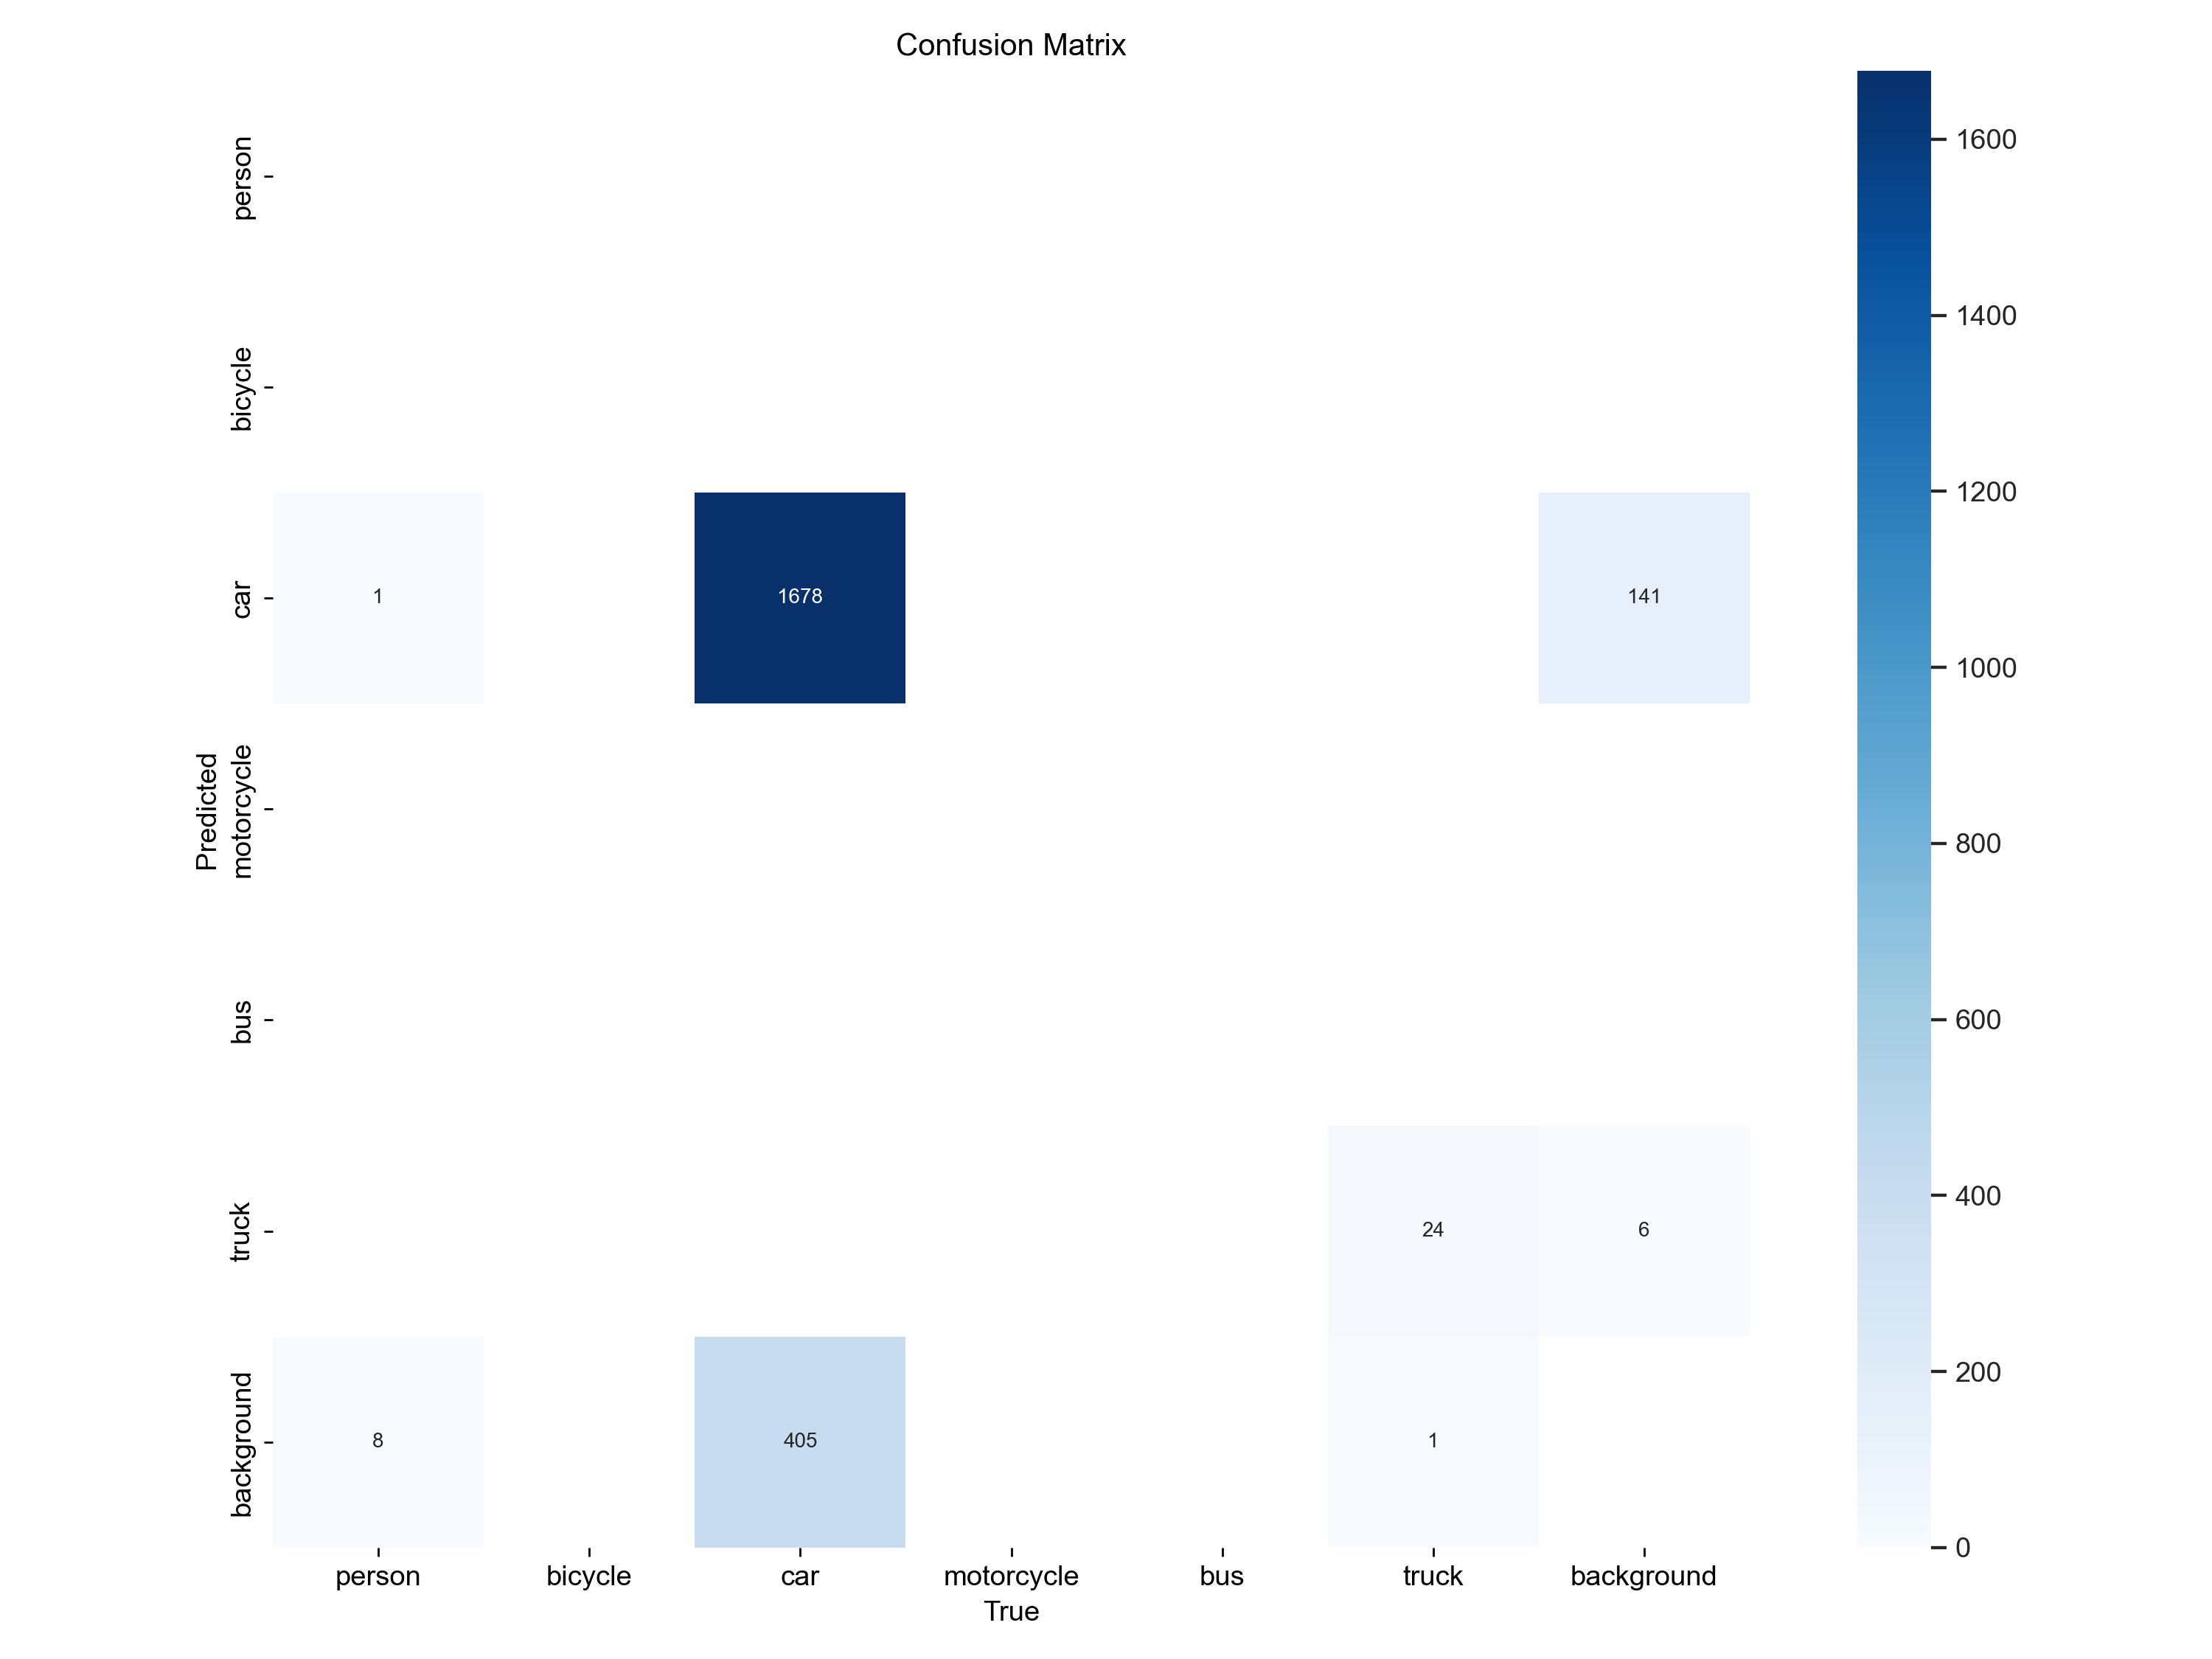 Confusion Matrix
person
bicycle
car
motorcycle
bus
truck
background
Predicted
1 1678 141
24 6
8 405 1
person bicycle car motorcycle bus truck background
True
1600
1400
1200
1000
800
600
400
200
0